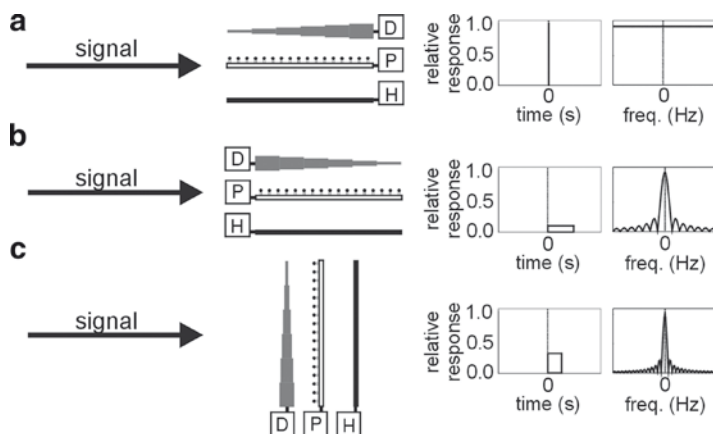 a
signal
D
P
H
relative response
1.0
0.5
0.0
0
time (s)
0
freq. (Hz)
b
signal
D
P
H
relative response
1.0
0.5
0.0
0
time (s)
0
freq. (Hz)
c
signal
D P H
relative response
1.0
0.5
0.0
0
time (s)
0
freq. (Hz)